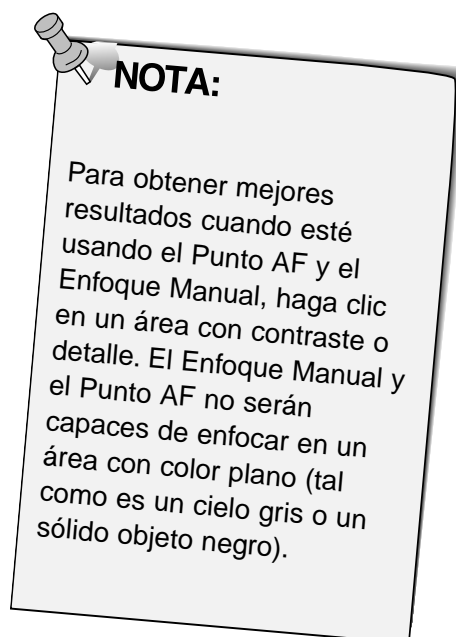 NOTA:
Para obtener mejores
resultados cuando esté
usando el Punto AF y el
Enfoque Manual, haga clic
en un área con contraste o
detalle. El Enfoque Manual y
el Punto AF no serán
capaces de enfocar en un
área con color plano (tal
como es un cielo gris o un
sólido objeto negro).